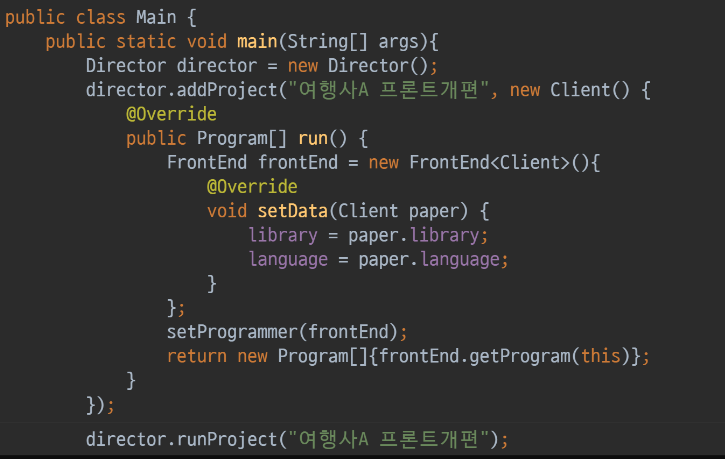 public class Main {
    public static void main(String[] args){
        Director director = new Director();
        director.addProject("여행사A 프론트개편", new Client() {
            @Override
            public Program[] run() {
                FrontEnd frontEnd = new FrontEnd<Client>(){
                    @Override
                    void setData(Client paper) {
                        library = paper.library;
                        language = paper.language;
                    }
                };
                setProgrammer(frontEnd);
                return new Program[]{frontEnd.getProgram(this)};
            }
        });
        director.runProject("여행사A 프론트개편");